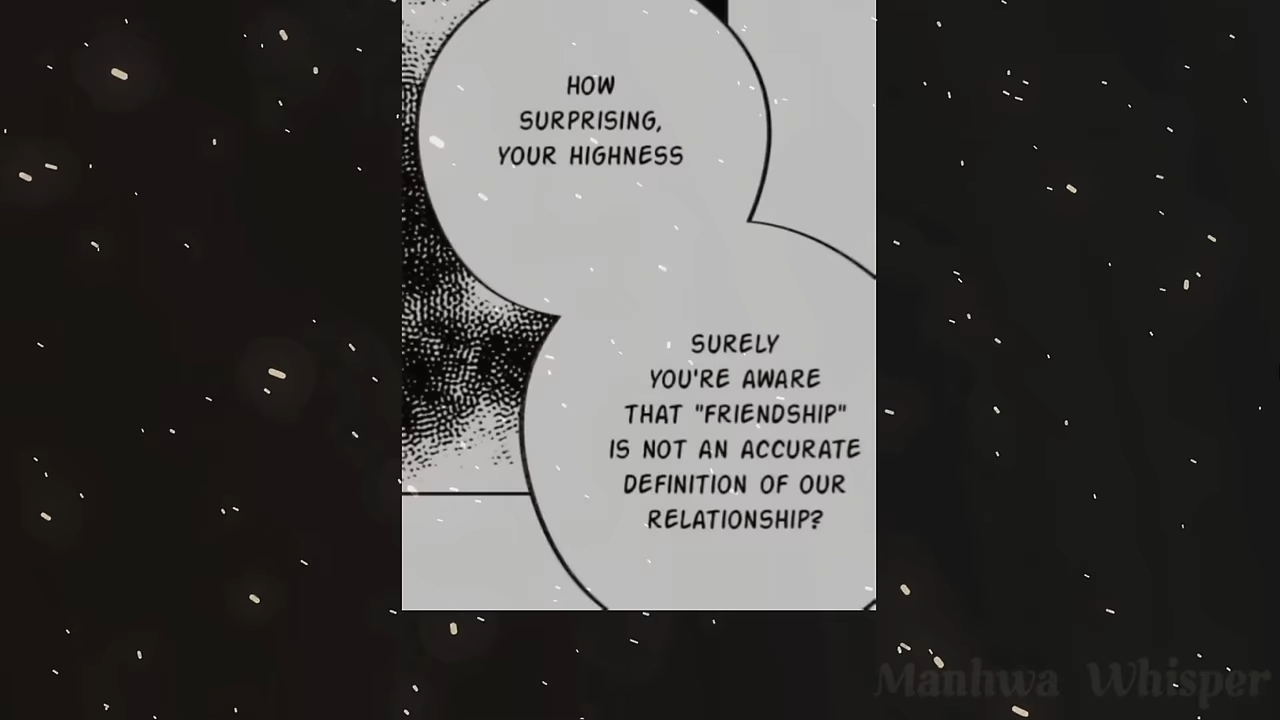 HOW
SURPRISING,
YOUR HIGHNESS
SURELY
YOU'RE AWARE
THAT "FRIENDSHIP"
IS NOT AN ACCURATE
DEFINITION OF OUR
RELATIONSHIP?
Manhwa Whisper